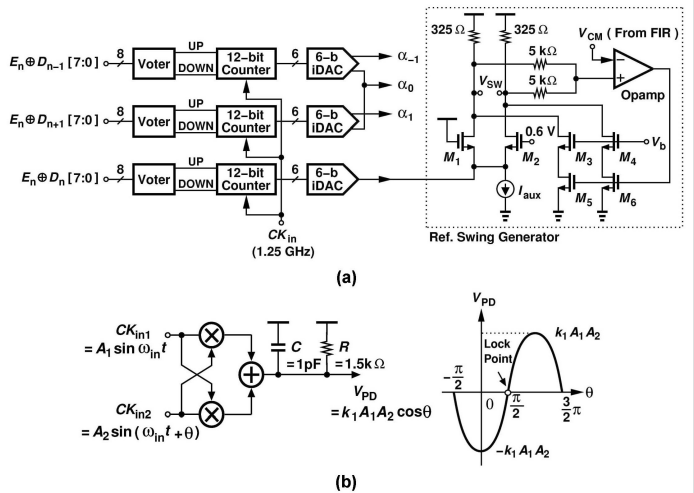 325 Ω 325 Ω
V_CM ( From FIR )
E_n ⊕ D_n−1 [7:0] 8 Voter UP DOWN 12−bit Counter 6 6−b iDAC α_−1
α_0
E_n ⊕ D_n+1 [7:0] 8 Voter UP DOWN 12−bit Counter 6 6−b iDAC α_1
E_n ⊕ D_n [7:0] 8 Voter UP DOWN 12−bit Counter 6 6−b iDAC
CK_in
(1.25 GHz)
5 kΩ
V_SW 5 kΩ
− + Opamp
0.6 V
M_1 M_2 M_3 M_4 V_b
I_aux M_5 M_6
Ref. Swing Generator
(a)
CK_in1
= A_1 sin ω_in t
CK_in2
= A_2 sin ( ω_in t + θ )
C
= 1pF
R
= 1.5k Ω
V_PD
= k_1 A_1 A_2 cosθ
V_PD
k_1 A_1 A_2
Lock
Point
−π/2 0 π/2 3/2 π θ
−k_1 A_1 A_2
(b)